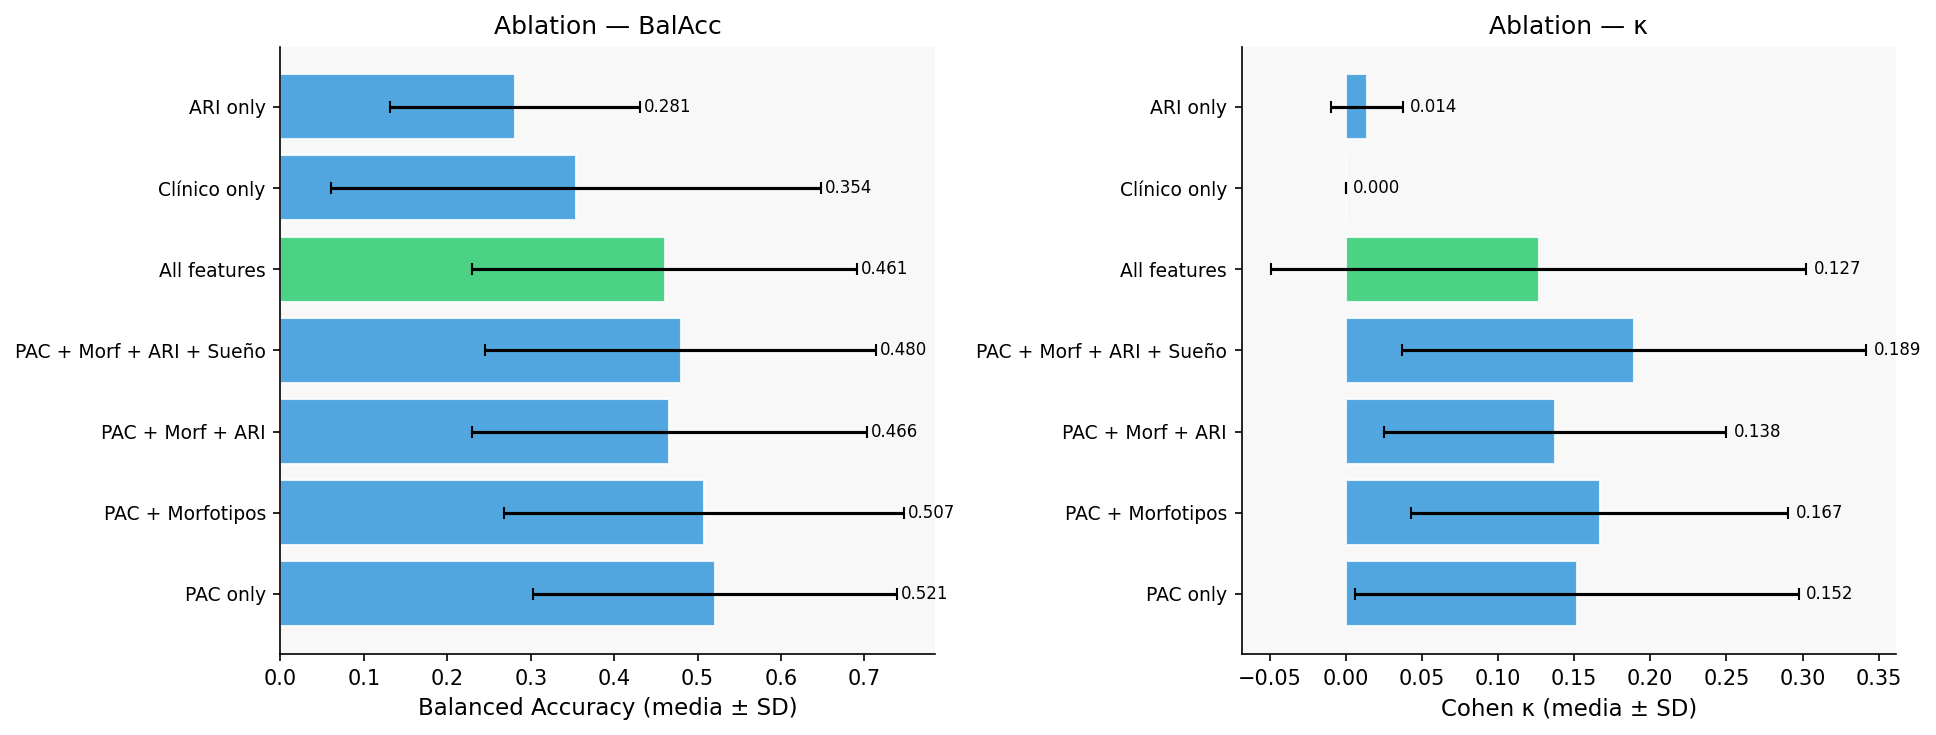 Ablation — BalAcc
ARI only
0.281
Clínico only
0.354
All features
0.461
PAC + Morf + ARI + Sueño
0.480
PAC + Morf + ARI
0.466
PAC + Morfotipos
0.507
PAC only
0.521
0.0 0.1 0.2 0.3 0.4 0.5 0.6 0.7
Balanced Accuracy (media ± SD)
Ablation — κ
ARI only
0.014
Clínico only
0.000
All features
0.127
PAC + Morf + ARI + Sueño
0.189
PAC + Morf + ARI
0.138
PAC + Morfotipos
0.167
PAC only
0.152
−0.05 0.00 0.05 0.10 0.15 0.20 0.25 0.30 0.35
Cohen κ (media ± SD)